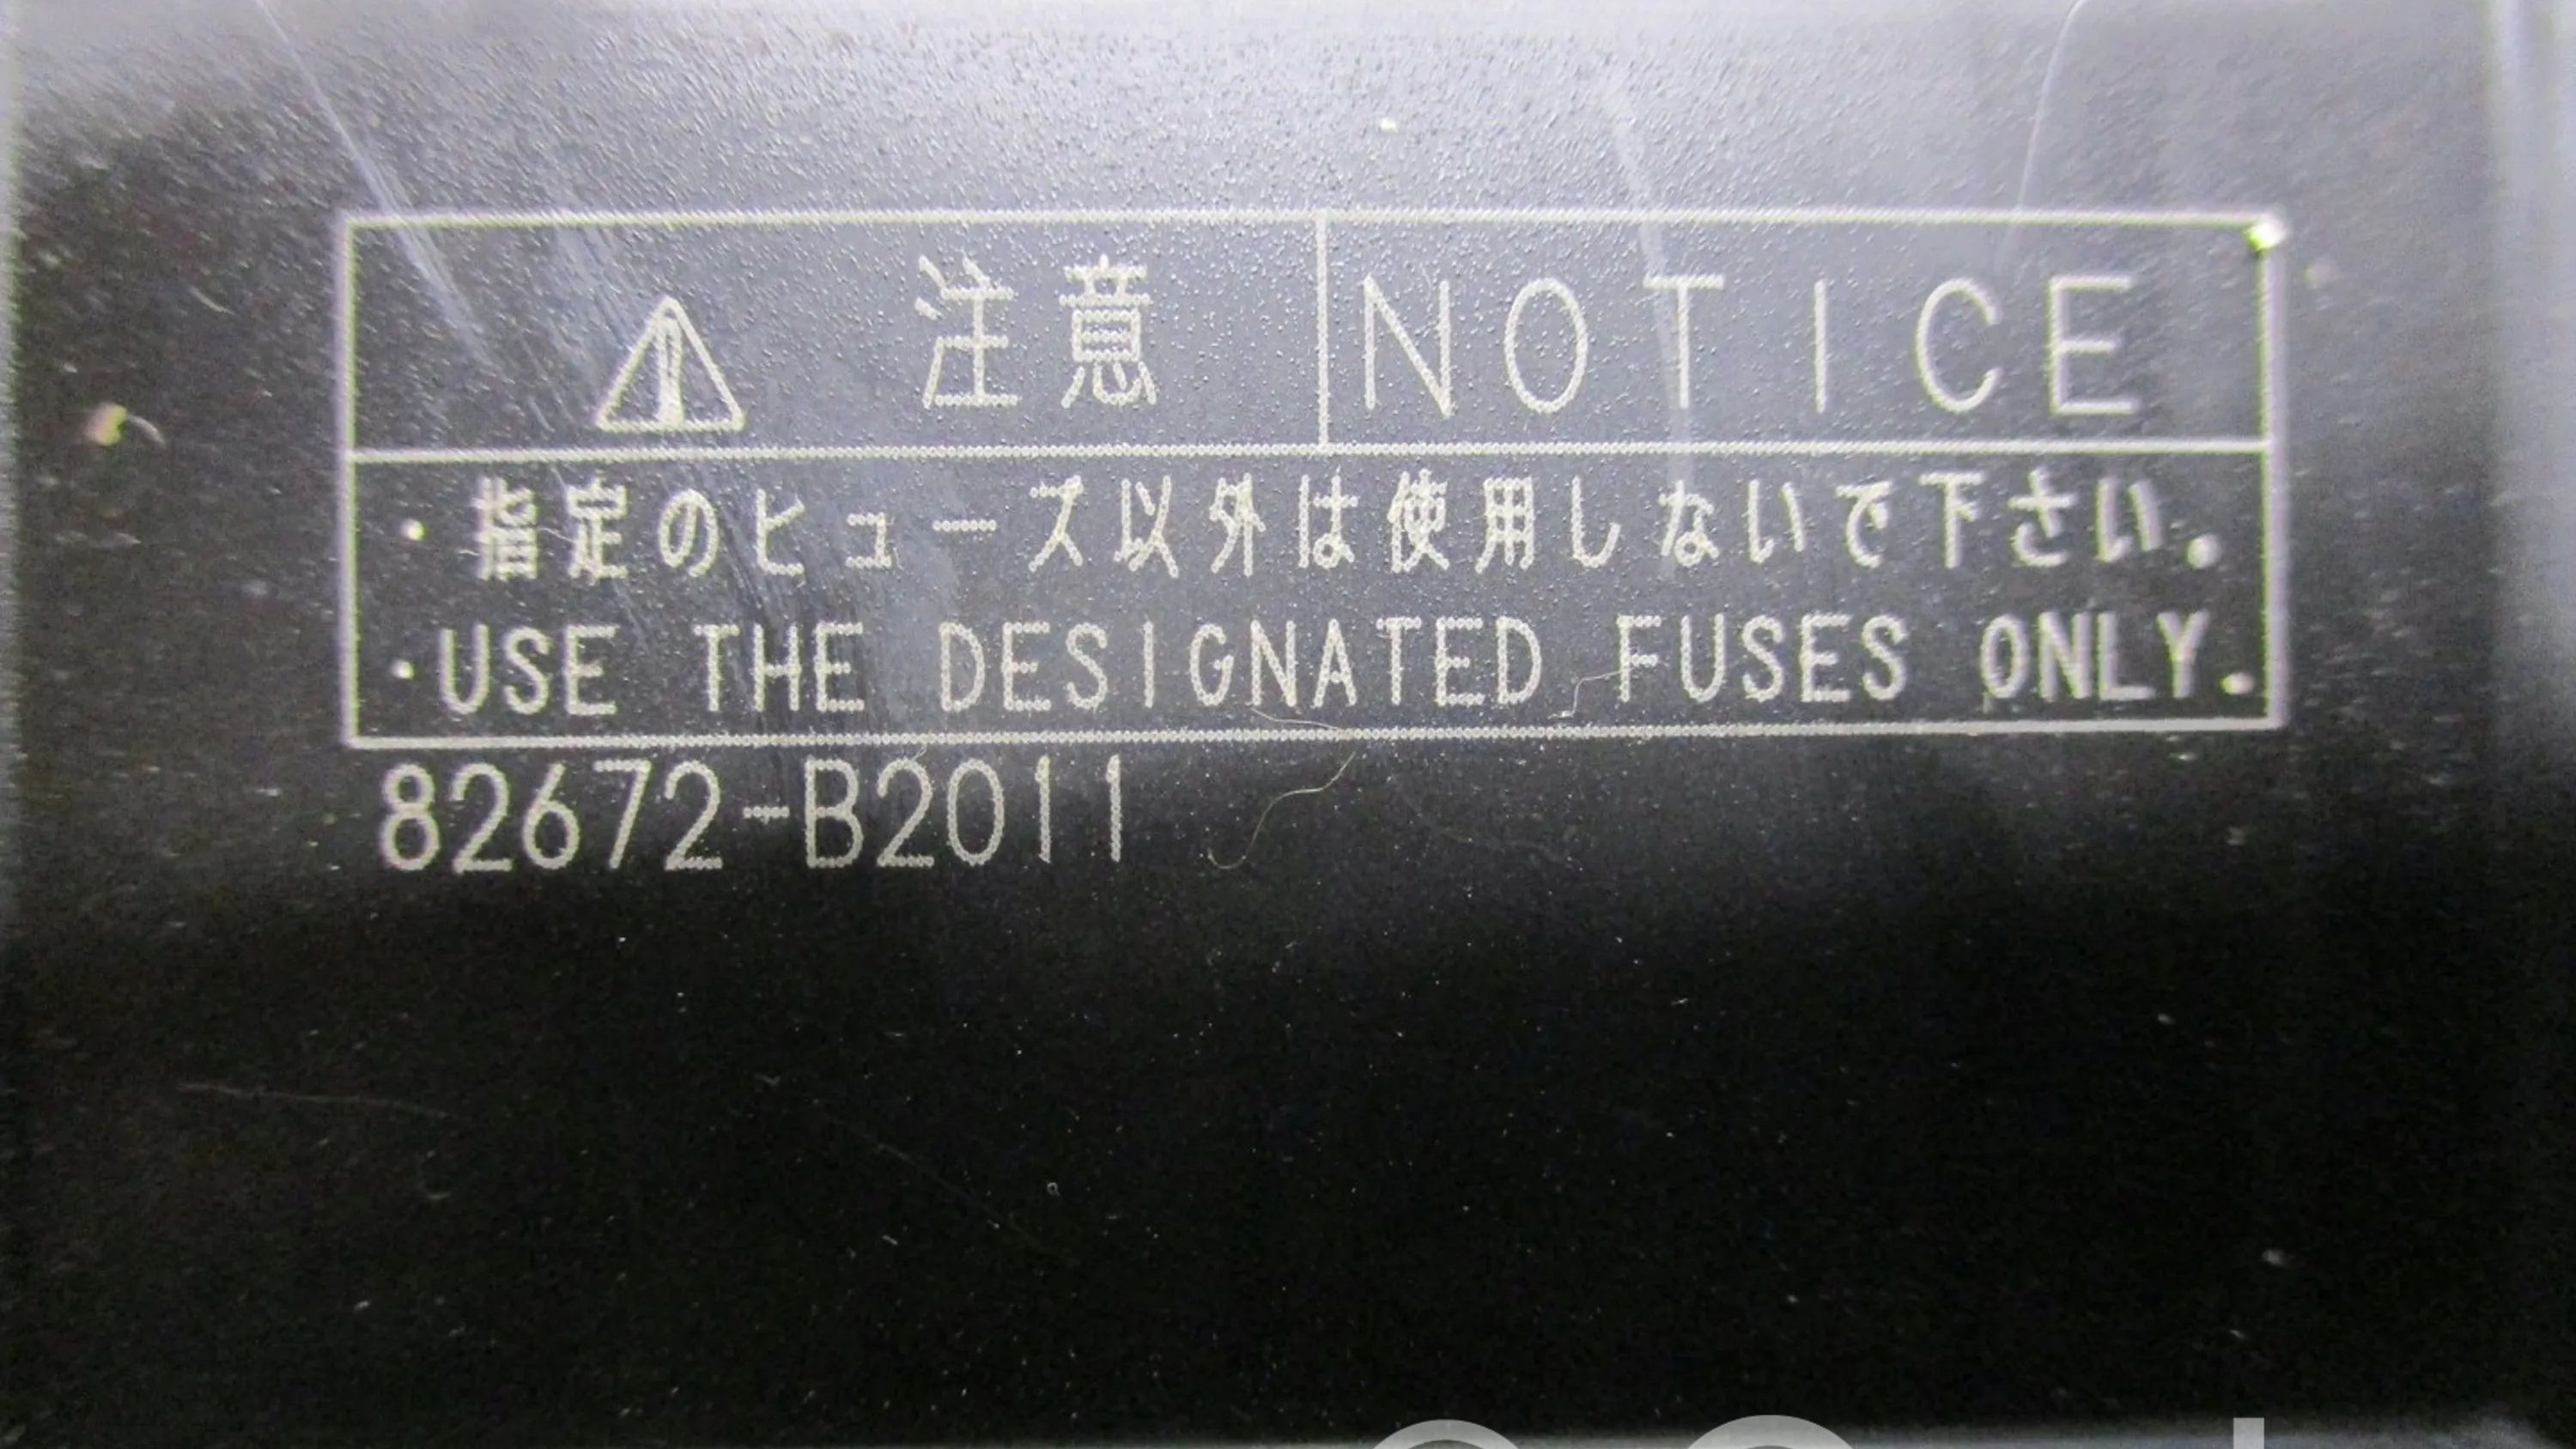 ⚠ 注意 NOTICE
・指定のヒューズ以外は使用しないで下さい.
・USE THE DESIGNATED FUSES ONLY.
82672-B2011